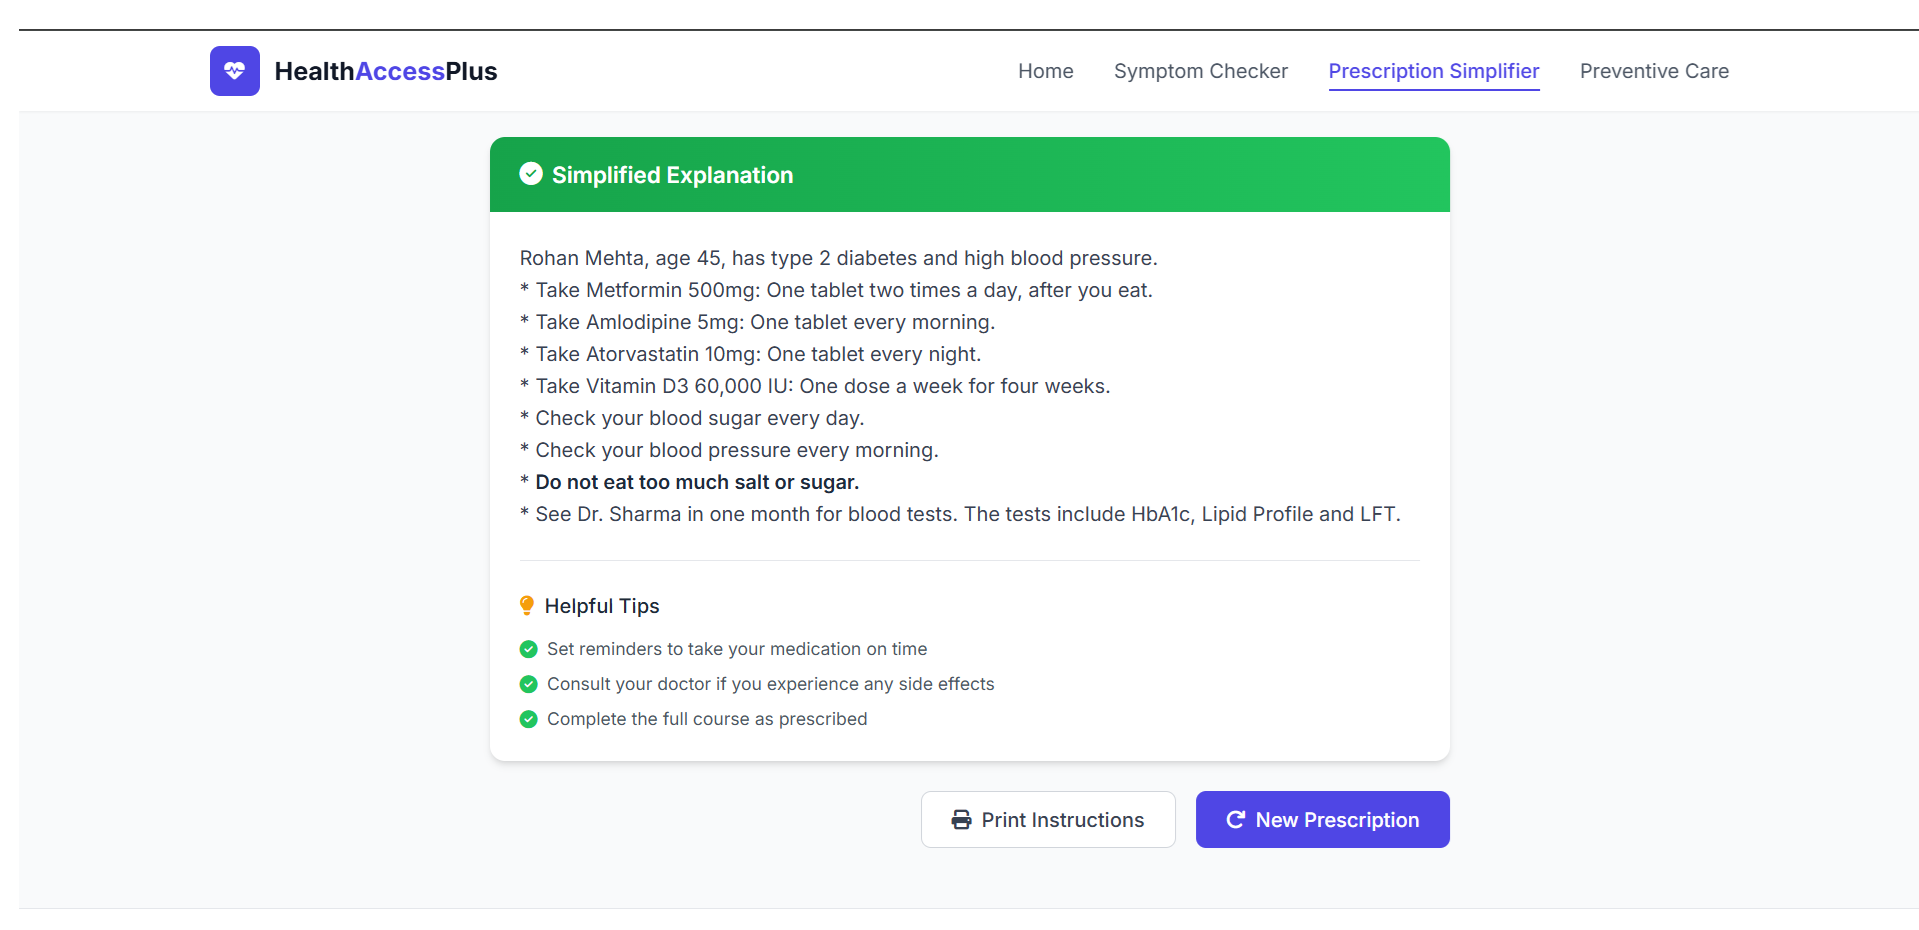 HealthAccessPlus
Home
Symptom Checker
Prescription Simplifier
Preventive Care
Simplified Explanation
Rohan Mehta, age 45, has type 2 diabetes and high blood pressure.
* Take Metformin 500mg: One tablet two times a day, after you eat.
* Take Amlodipine 5mg: One tablet every morning.
* Take Atorvastatin 10mg: One tablet every night.
* Take Vitamin D3 60,000 IU: One dose a week for four weeks.
* Check your blood sugar every day.
* Check your blood pressure every morning.
* Do not eat too much salt or sugar.
* See Dr. Sharma in one month for blood tests. The tests include HbA1c, Lipid Profile and LFT.
Helpful Tips
Set reminders to take your medication on time
Consult your doctor if you experience any side effects
Complete the full course as prescribed
Print Instructions
New Prescription